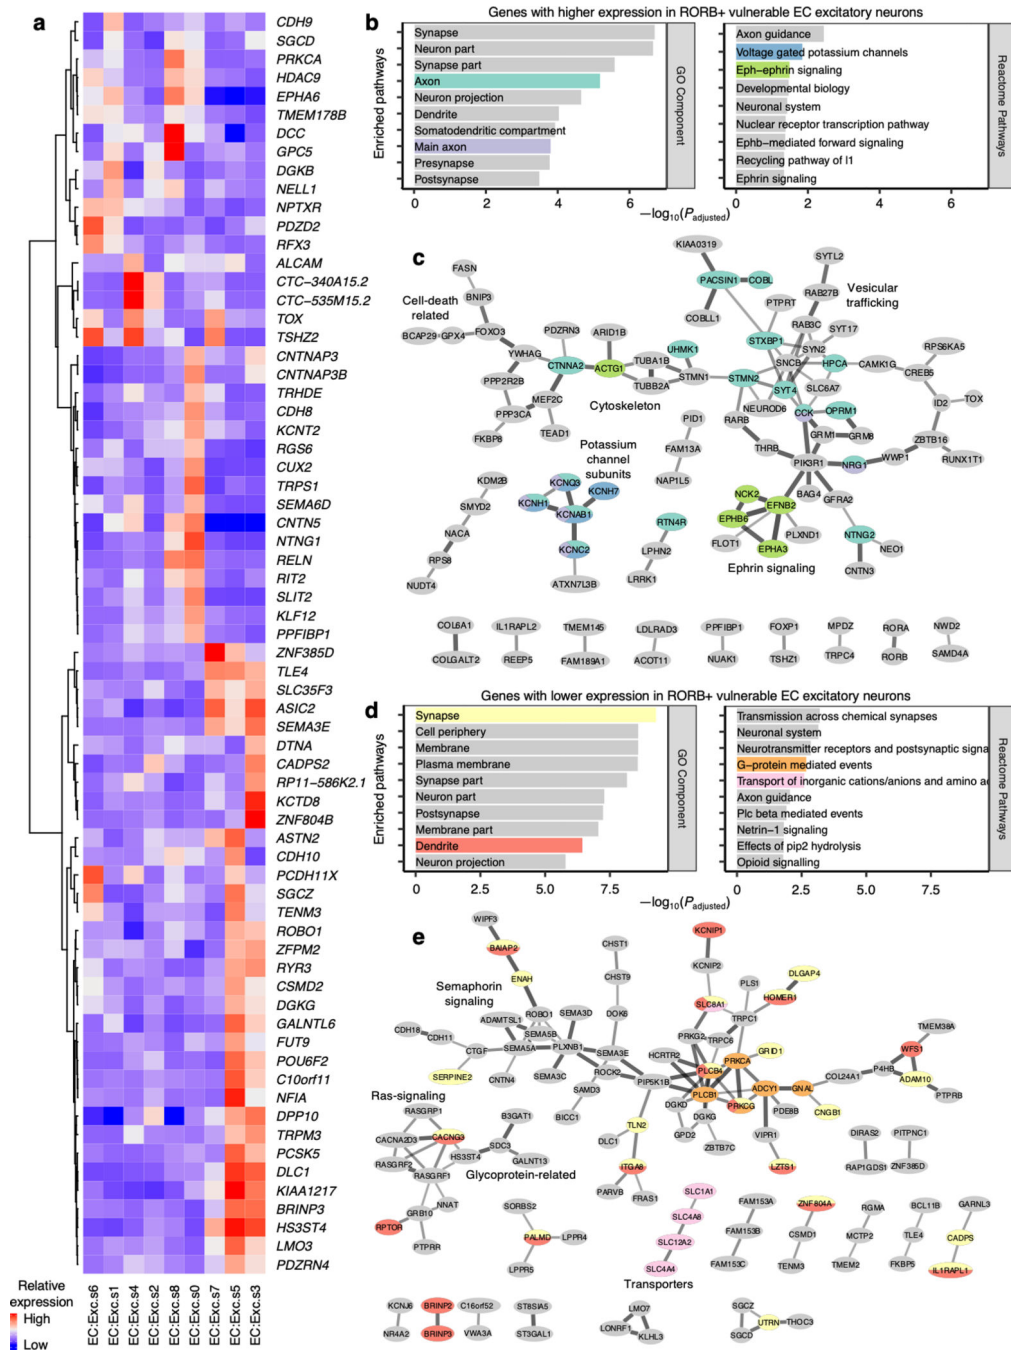 a
CDH9
SGCD
PRKCA
HDAC9
EPHA6
TMEM178B
DCC
GPC5
DGKB
NELL1
NPTXR
PDZD2
RFX3
ALCAM
CTC-340A15.2
CTC-535M15.2
TOX
TSHZ2
CNTNAP3
CNTNAP3B
TRHDE
CDH8
KCNT2
RGS6
CUX2
TRPS1
SEMA6D
CNTN5
NTNG1
RELN
RIT2
SLIT2
KLF12
PPFIBP1
ZNF385D
TLE4
SLC35F3
ASIC2
SEMA3E
DTNA
CADPS2
RP11-586K2.1
KCTD8
ZNF804B
ASTN2
CDH10
PCDH11X
SGCZ
TENM3
ROBO1
ZFPM2
RYR3
CSMD2
DGKG
GALNTL6
FUT9
POU6F2
C10orf11
NFIA
DPP10
TRPM3
PCSK5
DLC1
KIAA1217
BRINP3
HS3ST4
LMO3
PDZRN4
Relative
expression
High
Low
EC:Exc.s6
EC:Exc.s1
EC:Exc.s4
EC:Exc.s2
EC:Exc.s8
EC:Exc.s0
EC:Exc.s7
EC:Exc.s5
EC:Exc.s3
b
Genes with higher expression in RORB+ vulnerable EC excitatory neurons
Enriched pathways
Synapse
Neuron part
Synapse part
Axon
Neuron projection
Dendrite
Somatodendritic compartment
Main axon
Presynapse
Postsynapse
GO Component
0 2 4 6
Axon guidance
Voltage gated potassium channels
Eph-ephrin signaling
Developmental biology
Neuronal system
Nuclear receptor transcription pathway
Ephb-mediated forward signaling
Recycling pathway of l1
Ephrin signaling
Reactome Pathways
0 2 4 6
—log10(Padjusted)
c
KIAA0319
PACSIN1
COBL
COBLL1
SYTL2
RAB27B
Vesicular
trafficking
PTPRT
RAB3C
SYT17
STXBP1
SYN2
SNCB
HPCA
CAMK1G
RPS6KA5
CREB5
ID2
TOX
FASN
BNIP3
Cell-death
related
BCAP29
GPX4
FOXO3
PDZRN3
ARID1B
YWHAG
CTNNA2
ACTG1
TUBA1B
TUBB2A
UHMK1
STMN1
STMN2
SYT4
SLC6A7
PPP2R2B
MEF2C
Cytoskeleton
NEUROD6
CCK
OPRM1
PPP3CA
TEAD1
FKBP8
RARB
GRM1
GRM8
ZBTB16
RUNX1T1
PID1
FAM13A
NAP1L5
THRB
PIK3R1
NRG1
WWP1
Potassium
channel
subunits
KCNQ3
KCNH7
KCNH1
KCNAB1
KCNC2
ATXN7L3B
KDM2B
SMYD2
NACA
RPS8
NUDT4
RTN4R
LPHN2
LRRK1
NCK2
EFNB2
EPHB6
EPHA3
FLOT1
PLXND1
BAG4
GFRA2
NTNG2
NEO1
CNTN3
Ephrin signaling
COL6A1
COLGALT2
IL1RAPL2
REEP5
TMEM145
FAM189A1
LDLRAD3
ACOT11
PPFIBP1
NUAK1
FOXP1
TSHZ1
MPDZ
TRPC4
RORA
RORB
NWD2
SAMD4A
d
Genes with lower expression in RORB+ vulnerable EC excitatory neurons
Enriched pathways
Synapse
Cell periphery
Membrane
Plasma membrane
Synapse part
Neuron part
Postsynapse
Membrane part
Dendrite
Neuron projection
GO Component
0 2.5 5.0 7.5
Transmission across chemical synapses
Neuronal system
Neurotransmitter receptors and postsynaptic signa
G-protein mediated events
Transport of inorganic cations/anions and amino ac
Axon guidance
Plc beta mediated events
Netrin-1 signaling
Effects of pip2 hydrolysis
Opioid signalling
Reactome Pathways
0 2.5 5.0 7.5
—log10(Padjusted)
e
WIPF3
BAIAP2
ENAH
Semaphorin
signaling
CHST1
CHST9
DOK6
KCNIP1
KCNIP2
SLC8A1
PLS1
TRPC1
DLGAP4
HOMER1
ADAMTSL1
ROBO1
SEMA3D
SEMA5B
CDH18
CDH11
CTGF
SEMA5A
PLXNB1
SEMA3E
SERPINE2
CNTN4
SEMA3C
ROCK2
SAMD3
BICC1
PIP5K1B
PRKG2
TRPC6
HCRTR2
PLCB4
PRKCA
GRID1
PLCB1
ADCY1
GNAL
PRKCG
DGKD
DGKG
GPD2
ZBTB7C
PDE8B
CNGB1
VIPR1
LZTS1
COL24A1
P4HB
WFS1
TMEM38A
ADAM10
PTPRB
Ras-signaling
RASGRP1
CACNA2D3
CACNG3
RASGRF2
RASGRF1
HS3ST4
B3GAT1
SDC3
GALNT13
Glycoprotein-related
NNAT
GRB10
RPTOR
PTPRR
TLN2
DLC1
ITGA8
PARVB
FRAS1
DIRAS2
RAP1GDS1
PITPNC1
ZNF385D
SORBS2
PALMD
LPPR4
LPPR5
SLC1A1
SLC4A8
SLC12A2
SLC4A4
Transporters
FAM153A
FAM153B
FAM153C
ZNF804A
CSMD1
TENM3
RGMA
MCTP2
TMEM2
BCL11B
TLE4
FKBP5
GARNL3
CADPS
IL1RAPL1
KCNJ6
NR4A2
BRINP2
BRINP3
C16orf52
VWA3A
ST8SIA5
ST3GAL1
LMO7
LONRF1
KLHL3
SGCZ
SGCD
UTRN
THOC3